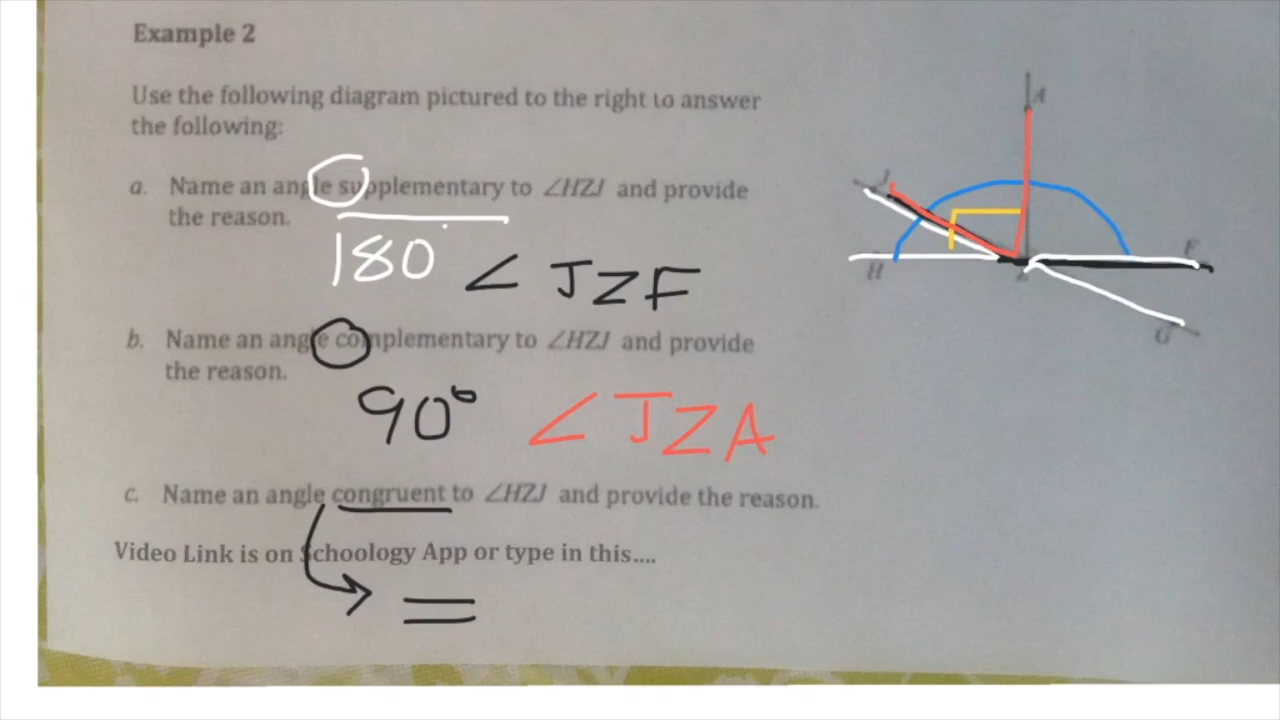 Example 2
Use the following diagram pictured to the right to answer
the following:
a. Name an angle supplementary to ∠HZJ and provide
the reason.
180° ∠JZF
b. Name an angle complementary to ∠HZJ and provide
the reason.
90° ∠JZA
c. Name an angle congruent to ∠HZJ and provide the reason.
Video Link is on Schoology App or type in this....
=
A
J
H
F
Z
G